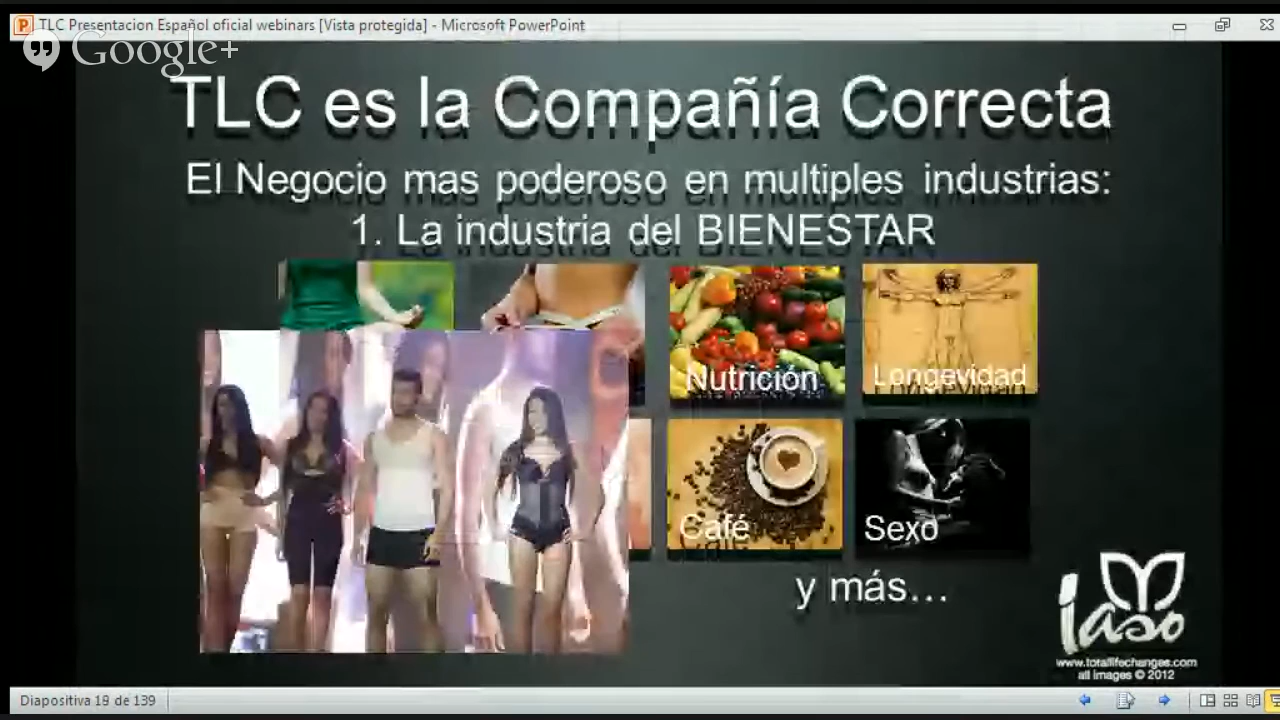 TLC Presentacion Español oficial webinars [Vista protegida] - Microsoft PowerPoint
Google+
TLC es la Compañía Correcta
El Negocio mas poderoso en multiples industrias:
1. La industria del BIENESTAR
Nutrición
Longevidad
Café
Sexo
y más...
iaso
www.totallifechanges.com
all images © 2012
Diapositiva 19 de 139